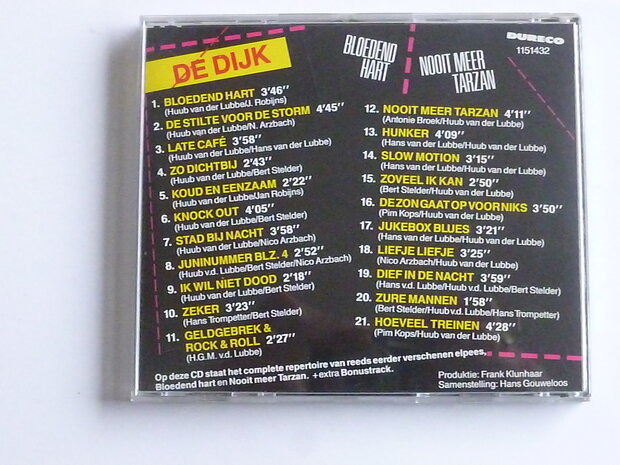 DE DIJK
BLOEDEND
HART
NOOIT MEER
TARZAN
DURECO
1151432
1. BLOEDEND HART 3'46''
(Huub van der Lubbe/J. Robijns)
2. DE STILTE VOOR DE STORM 4'45''
(Huub van der Lubbe/N. Arzbach)
3. LATE CAFÉ 3'58''
(Huub van der Lubbe/Hans van der Lubbe)
4. ZO DICHTBIJ 2'43''
(Huub van der Lubbe/Bert Stelder)
5. KOUD EN EENZAAM 2'22''
(Huub van der Lubbe/Jan Robijns)
6. KNOCK OUT 4'05''
(Huub van der Lubbe/Bert Stelder)
7. STAD BIJ NACHT 3'58''
(Huub van der Lubbe/Nico Arzbach)
8. JUNINUMMER BLZ. 4 2'52''
(Huub v.d. Lubbe/Bert Stelder/Nico Arzbach)
9. IK WIL NIET DOOD 2'18''
(Huub van der Lubbe/Bert Stelder)
10. ZEKER 3'23''
(Hans Trompetter/Bert Stelder)
11. GELDGEBREK &
ROCK & ROLL 2'27''
(H.G.M. v.d. Lubbe)
12. NOOIT MEER TARZAN 4'11''
(Antonie Broek/Huub van der Lubbe)
13. HUNKER 4'09''
(Hans van der Lubbe/Huub van der Lubbe)
14. SLOW MOTION 3'15''
(Hans van der Lubbe/Huub van der Lubbe)
15. ZOVEEL IK KAN 2'50''
(Bert Stelder/Huub van der Lubbe)
16. DE ZON GAAT OP VOOR NIKS 3'50''
(Pim Kops/Huub van der Lubbe)
17. JUKEBOX BLUES 3'21''
(Hans van der Lubbe/Huub van der Lubbe)
18. LIEFJE LIEFJE 3'25''
(Nico Arzbach/Huub van der Lubbe)
19. DIEF IN DE NACHT 3'59''
(Hans v.d. Lubbe/Huub v.d. Lubbe/Bert Stelder)
20. ZURE MANNEN 1'58''
(Bert Stelder/Huub v.d. Lubbe/Hans Trompetter)
21. HOEVEEL TREINEN 4'28''
(Pim Kops/Huub van der Lubbe)
Op deze CD staat het complete repertoire van reeds eerder verschenen elpees,
Bloedend hart en Nooit meer Tarzan. +extra Bonustrack.
Produktie: Frank Klunhaar
Samenstelling: Hans Gouweloos